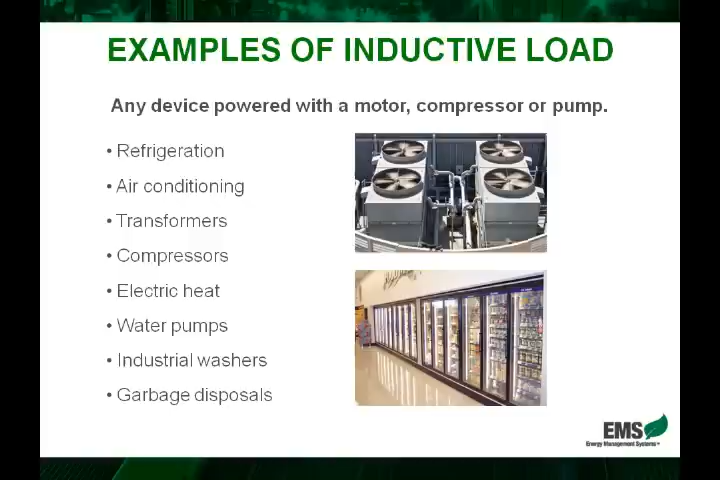 EXAMPLES OF INDUCTIVE LOAD
Any device powered with a motor, compressor or pump.
• Refrigeration
• Air conditioning
• Transformers
• Compressors
• Electric heat
• Water pumps
• Industrial washers
• Garbage disposals
EMS
Energy Management Systems